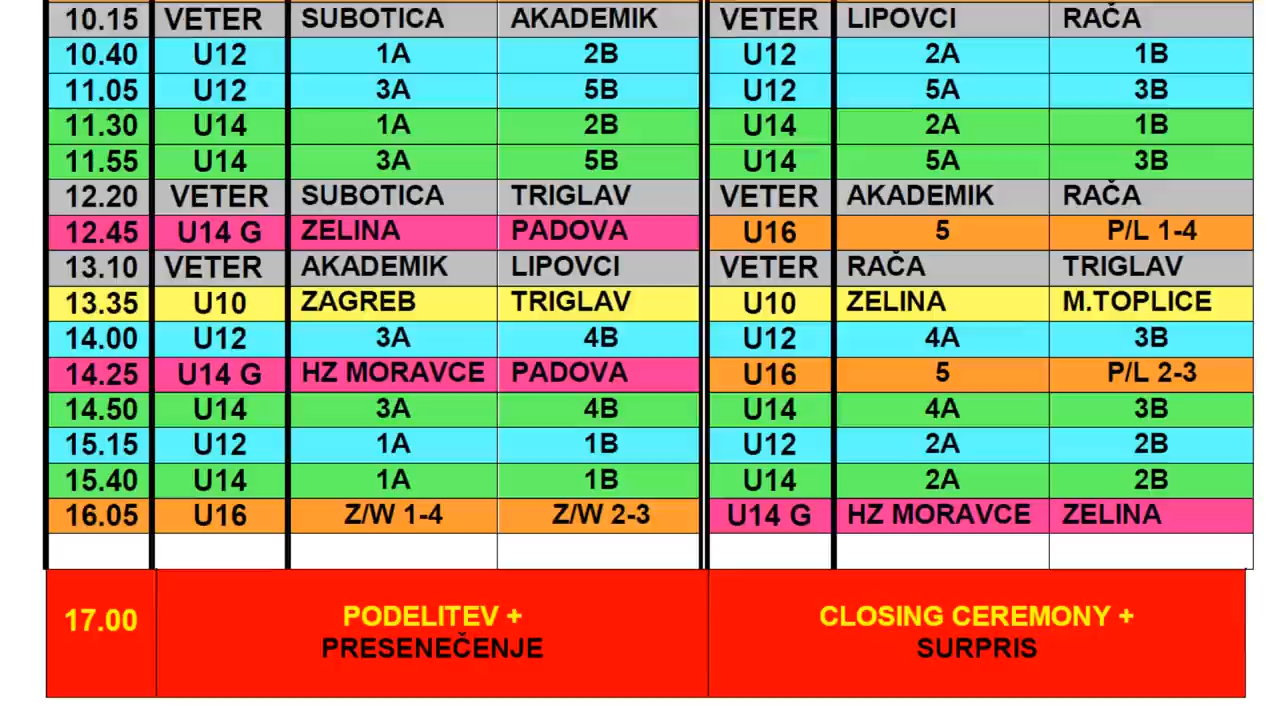 10.15 VETER SUBOTICA AKADEMIK VETER LIPOVCI RAČA
10.40 U12 1A 2B U12 2A 1B
11.05 U12 3A 5B U12 5A 3B
11.30 U14 1A 2B U14 2A 1B
11.55 U14 3A 5B U14 5A 3B
12.20 VETER SUBOTICA TRIGLAV VETER AKADEMIK RAČA
12.45 U14 G ZELINA PADOVA U16 5 P/L 1-4
13.10 VETER AKADEMIK LIPOVCI VETER RAČA TRIGLAV
13.35 U10 ZAGREB TRIGLAV U10 ZELINA M.TOPLICE
14.00 U12 3A 4B U12 4A 3B
14.25 U14 G HZ MORAVCE PADOVA U16 5 P/L 2-3
14.50 U14 3A 4B U14 4A 3B
15.15 U12 1A 1B U12 2A 2B
15.40 U14 1A 1B U14 2A 2B
16.05 U16 Z/W 1-4 Z/W 2-3 U14 G HZ MORAVCE ZELINA
17.00 PODELITEV + CLOSING CEREMONY +
PRESENEČENJE SURPRIS